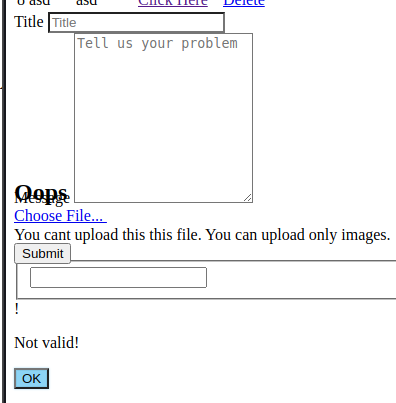 o asd asd Click Here Delete
Title Title
Tell us your problem
Oops
Message
Choose File...
You cant upload this this file. You can upload only images.
Submit
!
Not valid!
OK